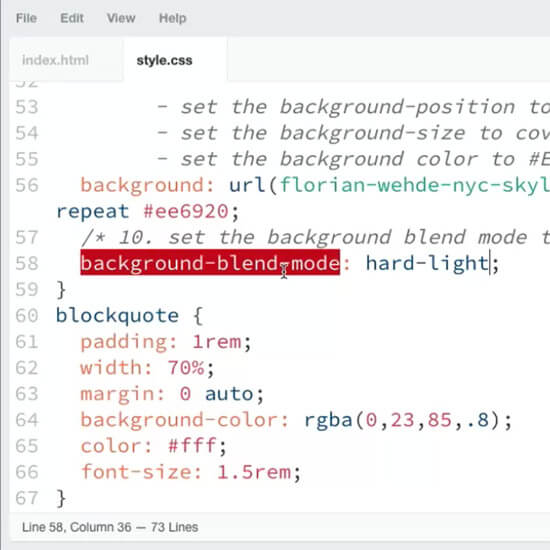 File Edit View Help
index.html style.css
52
53 - set the background-position to
54 - set the background-size to cov
55 - set the background color to #E
56 background: url(florian-wehde-nyc-skyl
repeat #ee6920;
57 /* 10. set the background blend mode t
58 background-blend-mode: hard-light;
59 }
60 blockquote {
61 padding: 1rem;
62 width: 70%;
63 margin: 0 auto;
64 background-color: rgba(0,23,85,.8);
65 color: #fff;
66 font-size: 1.5rem;
67 }
Line 58, Column 36 — 73 Lines